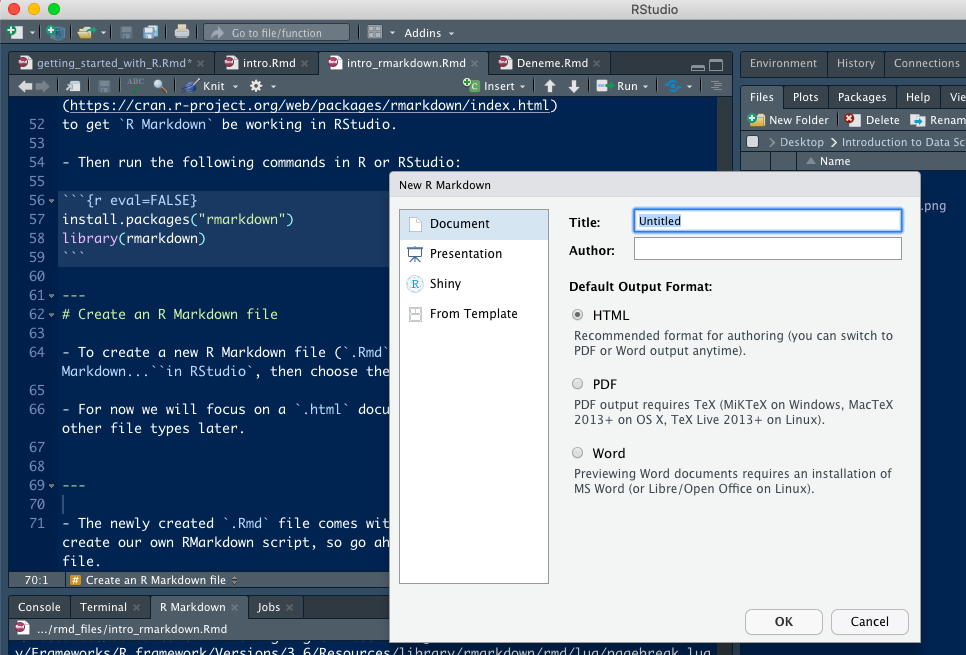 RStudio
Go to file/function
Addins
getting_started_with_R.Rmd*
intro.Rmd
intro_rmarkdown.Rmd
Deneme.Rmd
ABC
Knit
Insert
Run
(https://cran.r-project.org/web/packages/rmarkdown/index.html)
52 to get `R Markdown` be working in RStudio.
53
54 - Then run the following commands in R or RStudio:
55
56 ```{r eval=FALSE}
57 install.packages("rmarkdown")
58 library(rmarkdown)
59 ```
60
61 ---
62 # Create an R Markdown file
63
64 - To create a new R Markdown file (`.Rmd`
Markdown...``in RStudio`, then choose the
65
66 - For now we will focus on a `.html` docu
other file types later.
67
68
69 ---
70
71 - The newly created `.Rmd` file comes wit
create our own RMarkdown script, so go ah
file.
70:1
# Create an R Markdown file
Console
Terminal
R Markdown
Jobs
.../rmd_files/intro_rmarkdown.Rmd
y/Frameworks/R.framework/Versions/3.6/Resources/library/rmarkdown/rmd/lua/pagebreak.lua
Environment
History
Connections
Files
Plots
Packages
Help
Vie
New Folder
Delete
Renam
Desktop
Introduction to Data Sc
Name
.png
New R Markdown
Document
Presentation
R Shiny
From Template
Title: Untitled
Author:
Default Output Format:
HTML
Recommended format for authoring (you can switch to
PDF or Word output anytime).
PDF
PDF output requires TeX (MiKTeX on Windows, MacTeX
2013+ on OS X, TeX Live 2013+ on Linux).
Word
Previewing Word documents requires an installation of
MS Word (or Libre/Open Office on Linux).
OK
Cancel